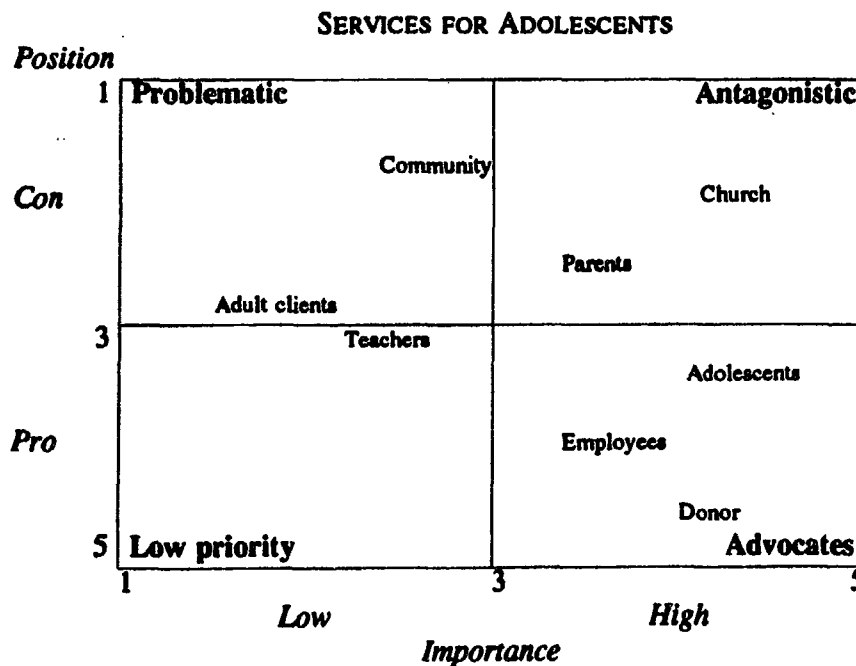 SERVICES FOR ADOLESCENTS
Position
1 Problematic Antagonistic
Community
Con Church
Parents
Adult clients
3
Teachers
Adolescents
Pro Employees
Donor
5 Low priority Advocates
1 3 5
Low High
Importance